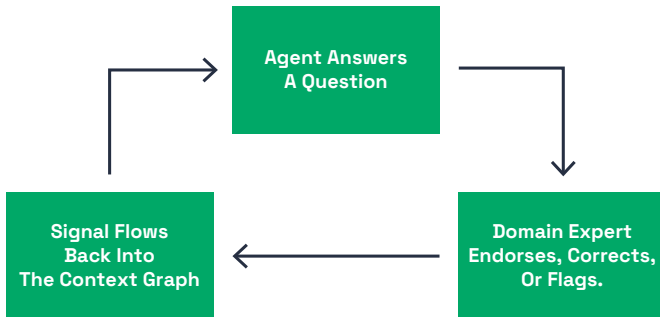 Agent Answers
A Question
Domain Expert
Endorses, Corrects,
Or Flags.
Signal Flows
Back Into
The Context Graph